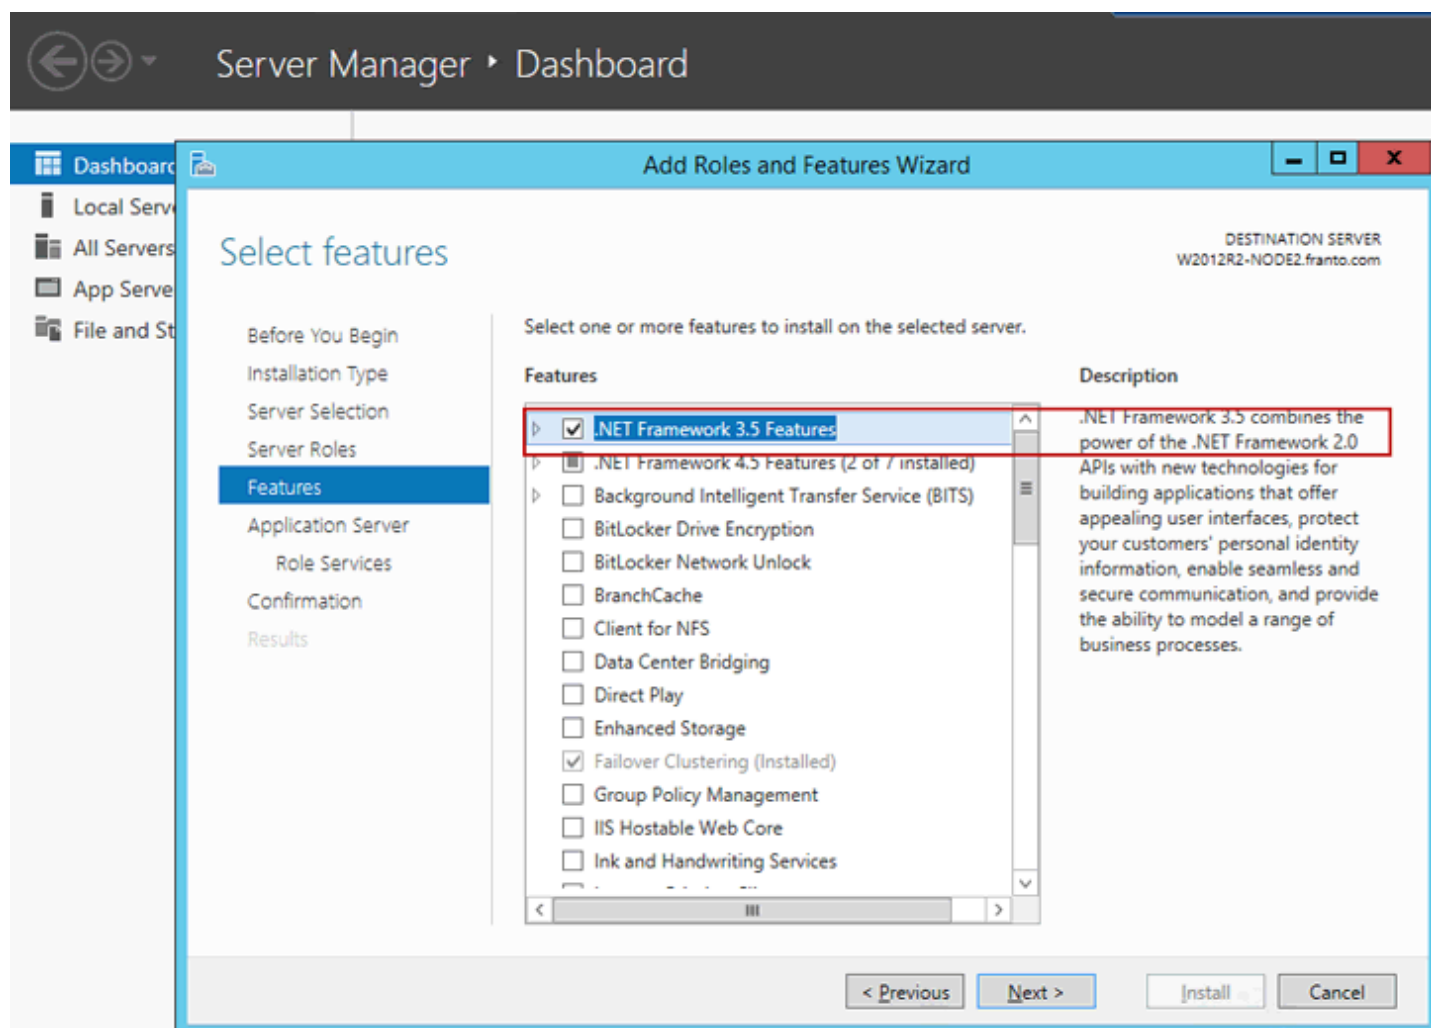 Server Manager ‣ Dashboard
Dashboard
Local Serve
All Servers
App Serve
File and St
Add Roles and Features Wizard
Select features
DESTINATION SERVER
W2012R2-NODE2.franto.com
Before You Begin
Installation Type
Server Selection
Server Roles
Features
Application Server
Role Services
Confirmation
Results
Select one or more features to install on the selected server.
Features
.NET Framework 3.5 Features
.NET Framework 4.5 Features (2 of 7 installed)
Background Intelligent Transfer Service (BITS)
BitLocker Drive Encryption
BitLocker Network Unlock
BranchCache
Client for NFS
Data Center Bridging
Direct Play
Enhanced Storage
Failover Clustering (Installed)
Group Policy Management
IIS Hostable Web Core
Ink and Handwriting Services
Description
.NET Framework 3.5 combines the
power of the .NET Framework 2.0
APIs with new technologies for
building applications that offer
appealing user interfaces, protect
your customers' personal identity
information, enable seamless and
secure communication, and provide
the ability to model a range of
business processes.
< Previous
Next >
Install
Cancel